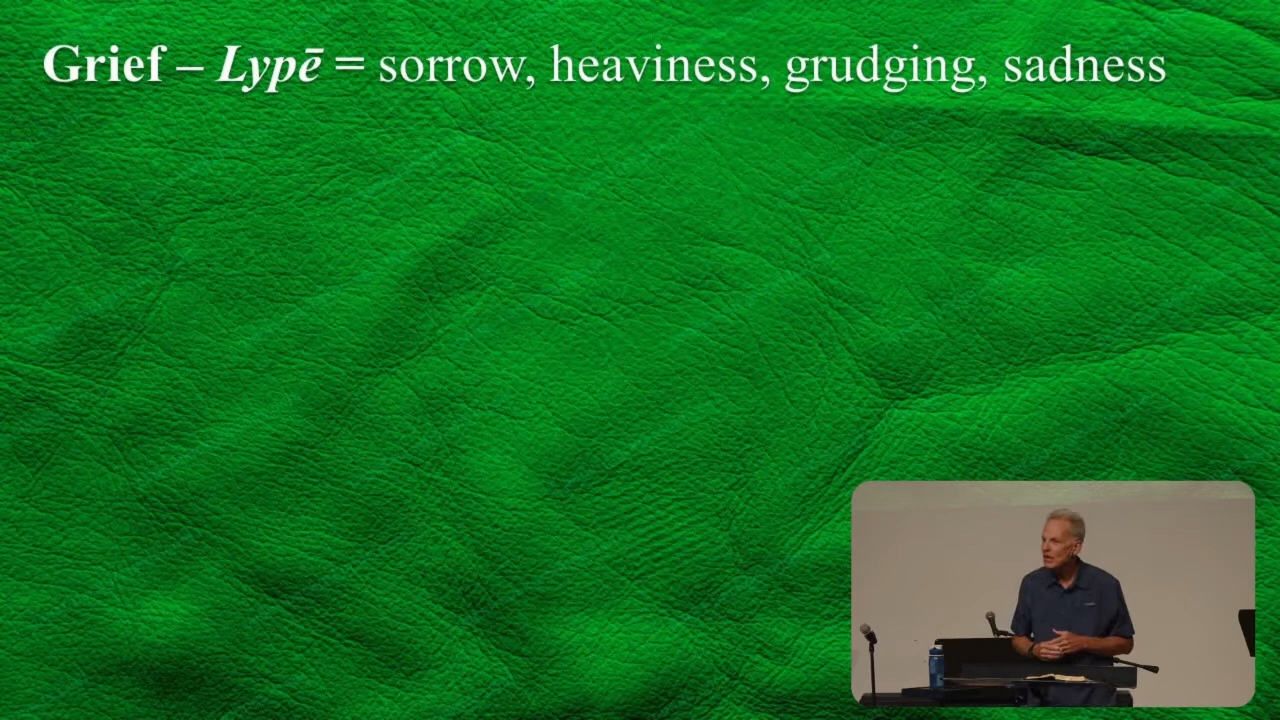 Grief – Lypē = sorrow, heaviness, grudging, sadness